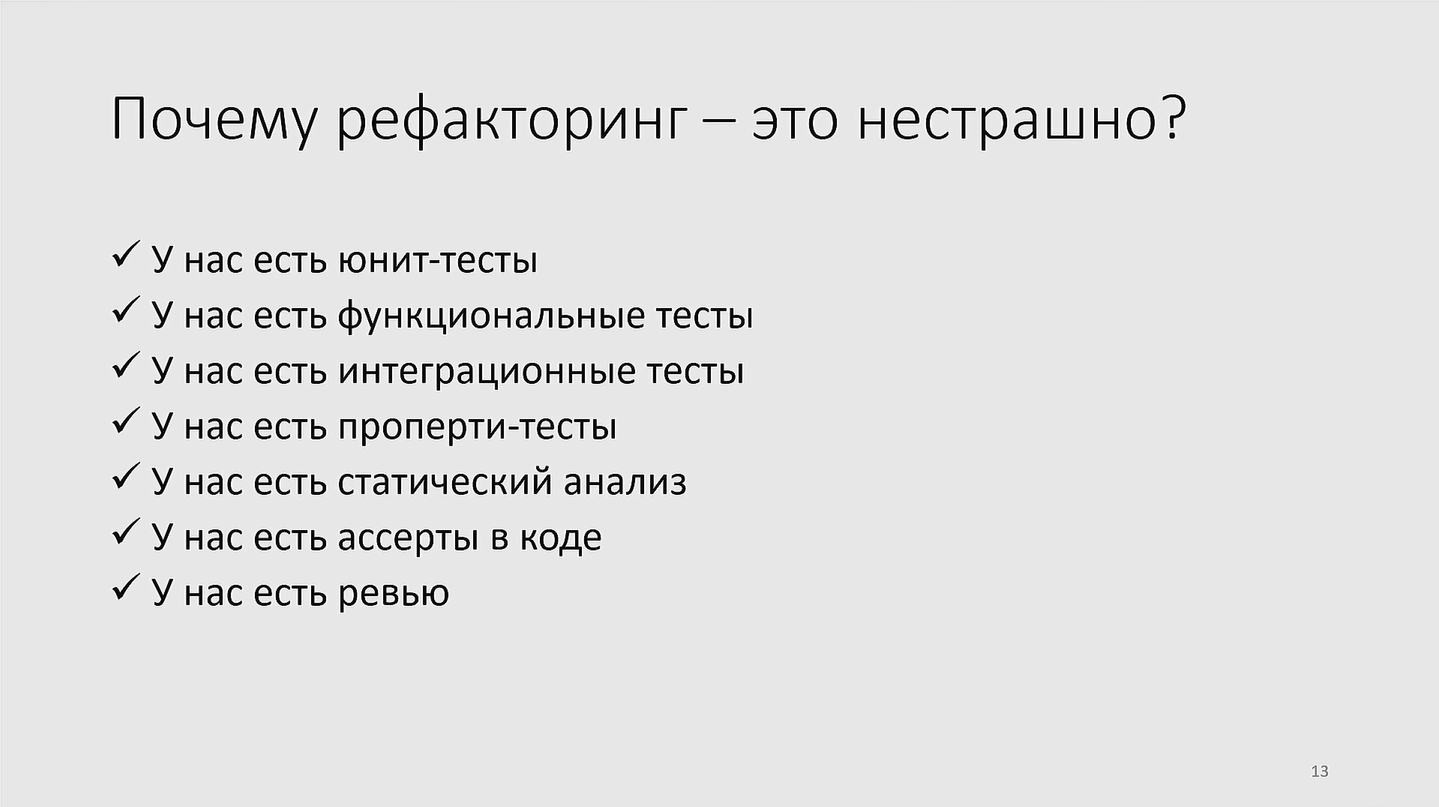 Почему рефакторинг – это нестрашно?
✓ У нас есть юнит-тесты
✓ У нас есть функциональные тесты
✓ У нас есть интеграционные тесты
✓ У нас есть проперти-тесты
✓ У нас есть статический анализ
✓ У нас есть ассерты в коде
✓ У нас есть ревью
13